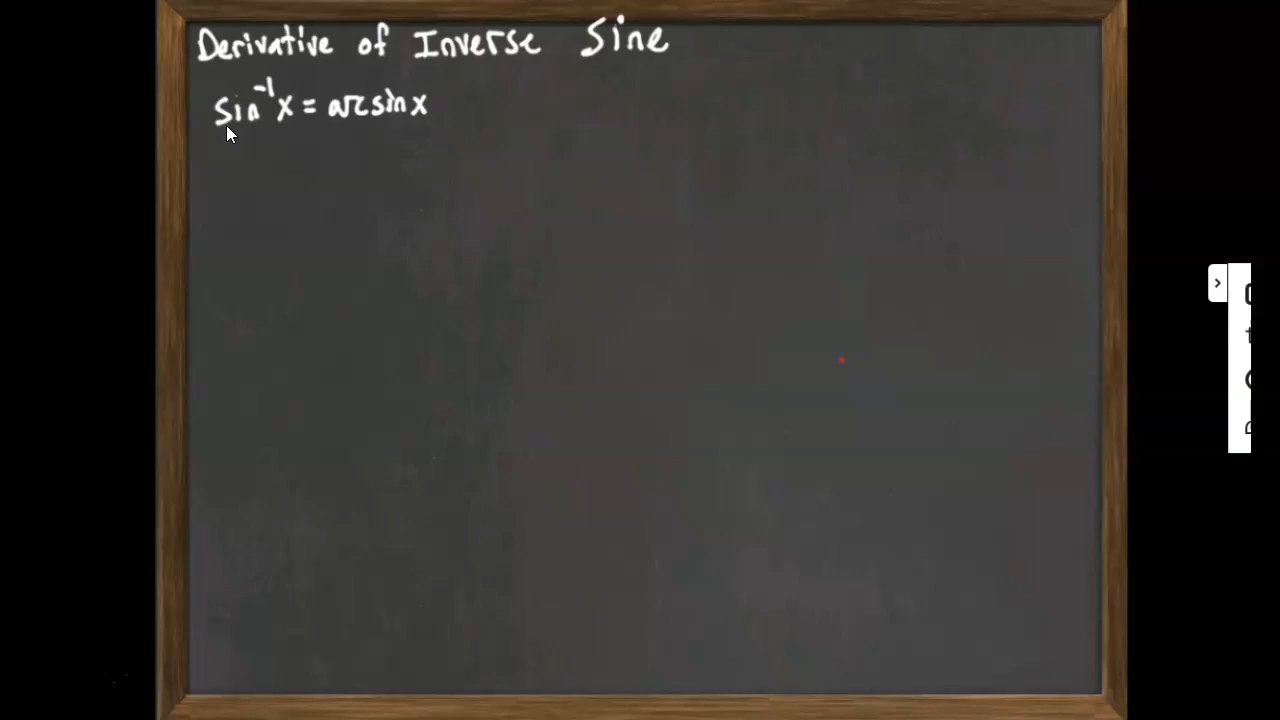 Derivative of Inverse Sine
sin⁻¹x = arcsin x